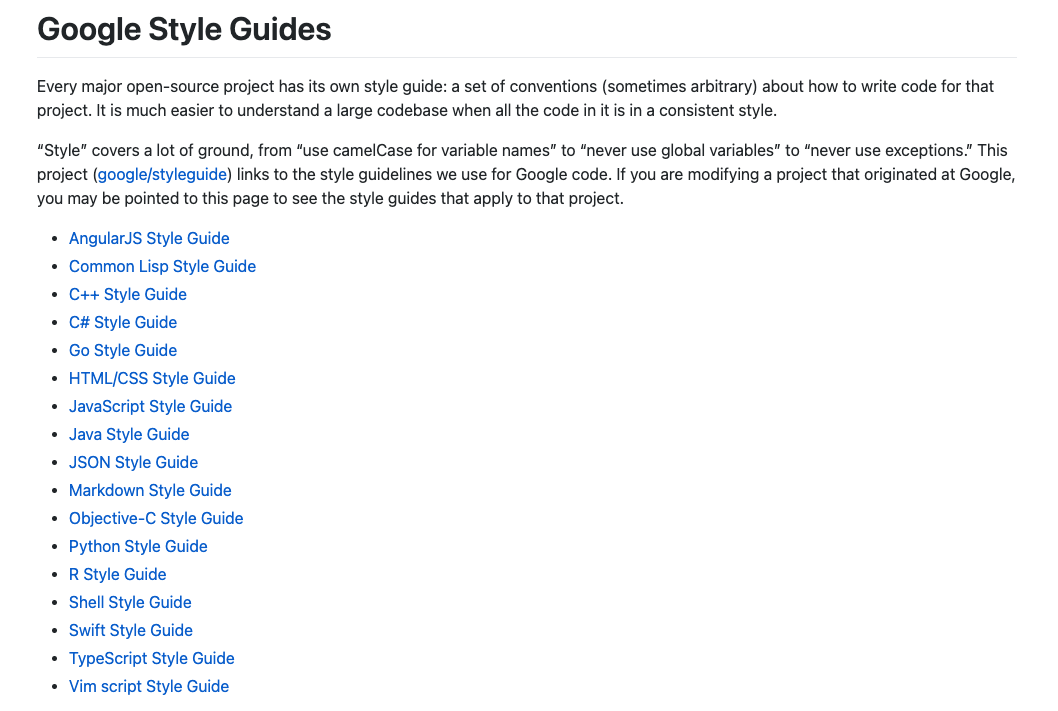 Google Style Guides
Every major open-source project has its own style guide: a set of conventions (sometimes arbitrary) about how to write code for that
project. It is much easier to understand a large codebase when all the code in it is in a consistent style.
“Style” covers a lot of ground, from “use camelCase for variable names” to “never use global variables” to “never use exceptions.” This
project (google/styleguide) links to the style guidelines we use for Google code. If you are modifying a project that originated at Google,
you may be pointed to this page to see the style guides that apply to that project.
• AngularJS Style Guide
• Common Lisp Style Guide
• C++ Style Guide
• C# Style Guide
• Go Style Guide
• HTML/CSS Style Guide
• JavaScript Style Guide
• Java Style Guide
• JSON Style Guide
• Markdown Style Guide
• Objective-C Style Guide
• Python Style Guide
• R Style Guide
• Shell Style Guide
• Swift Style Guide
• TypeScript Style Guide
• Vim script Style Guide